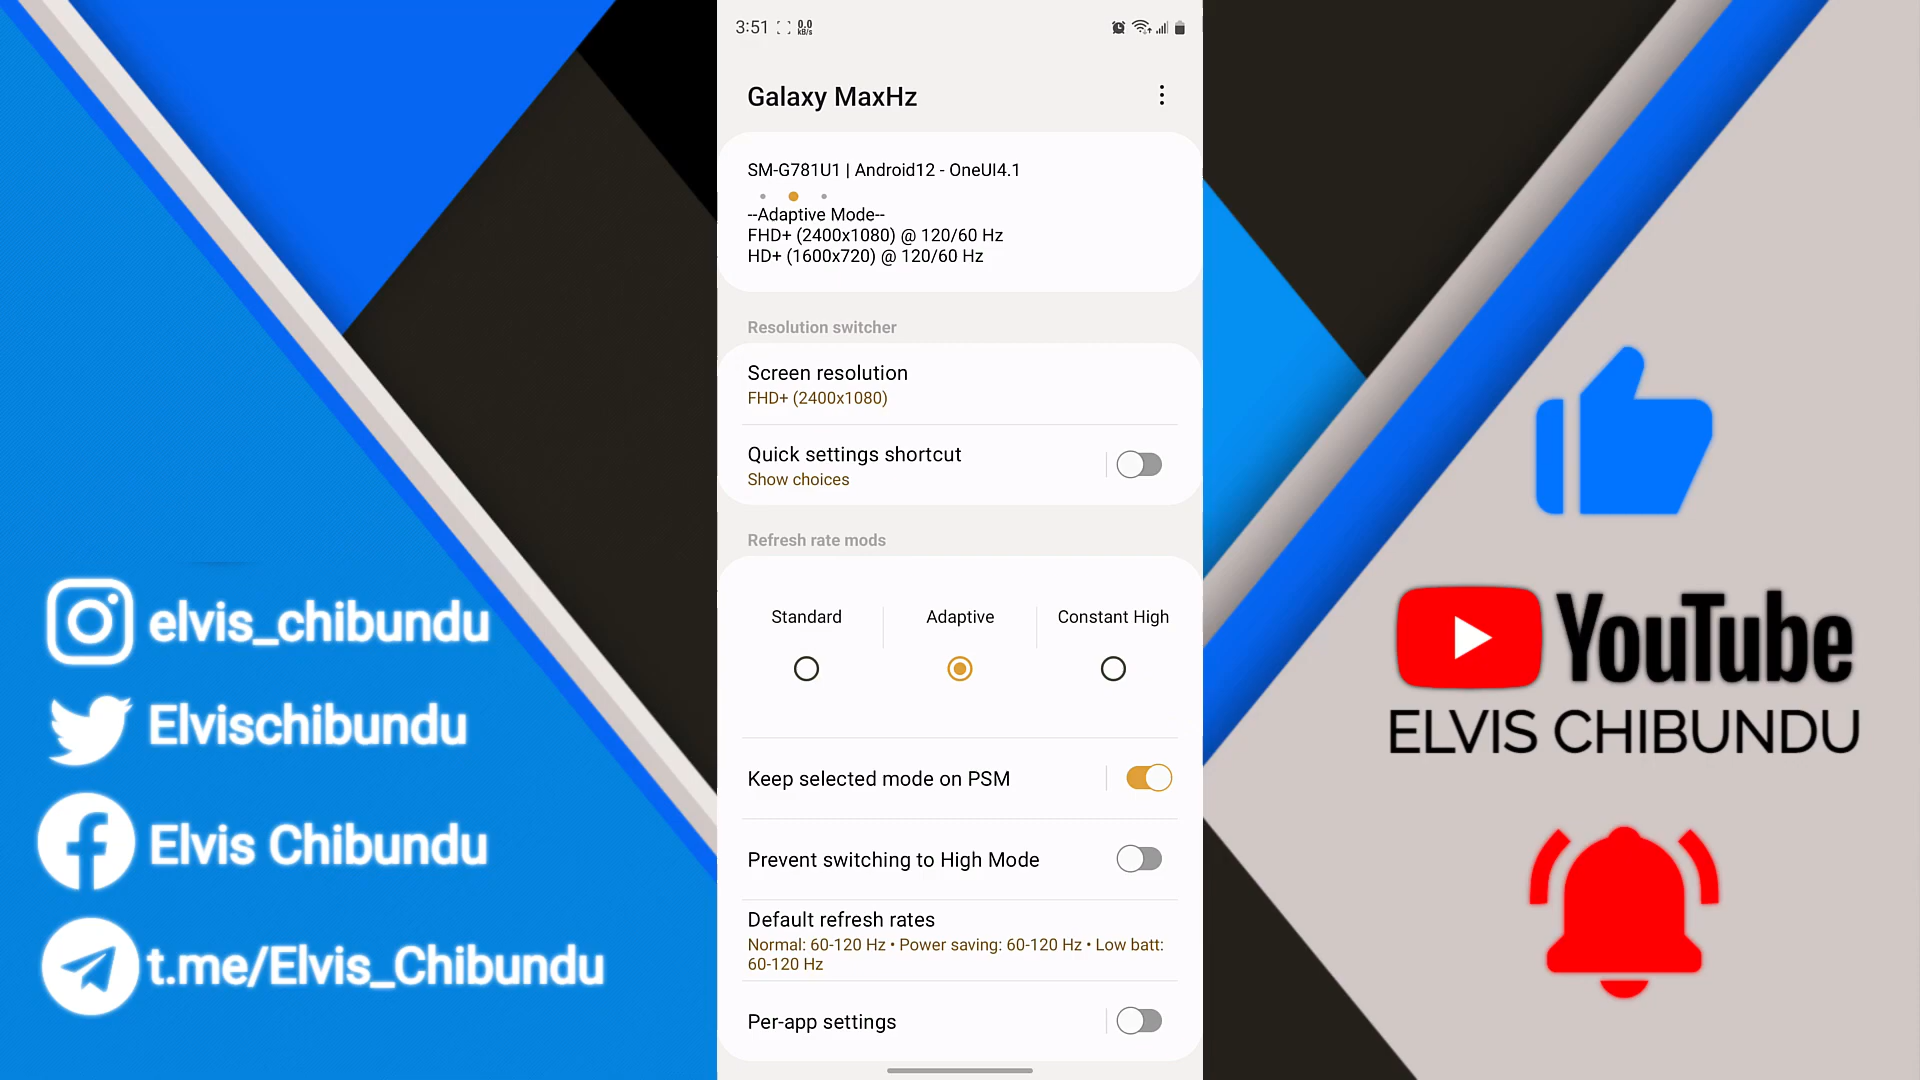 3:51
0.0
kB/s
Galaxy MaxHz
SM-G781U1 | Android12 - OneUI4.1
--Adaptive Mode--
FHD+ (2400x1080) @ 120/60 Hz
HD+ (1600x720) @ 120/60 Hz
Resolution switcher
Screen resolution
FHD+ (2400x1080)
Quick settings shortcut
Show choices
Refresh rate mods
Standard
Adaptive
Constant High
Keep selected mode on PSM
Prevent switching to High Mode
Default refresh rates
Normal: 60-120 Hz • Power saving: 60-120 Hz • Low batt:
60-120 Hz
Per-app settings
elvis_chibundu
Elvischibundu
Elvis Chibundu
t.me/Elvis_Chibundu
YouTube
ELVIS CHIBUNDU